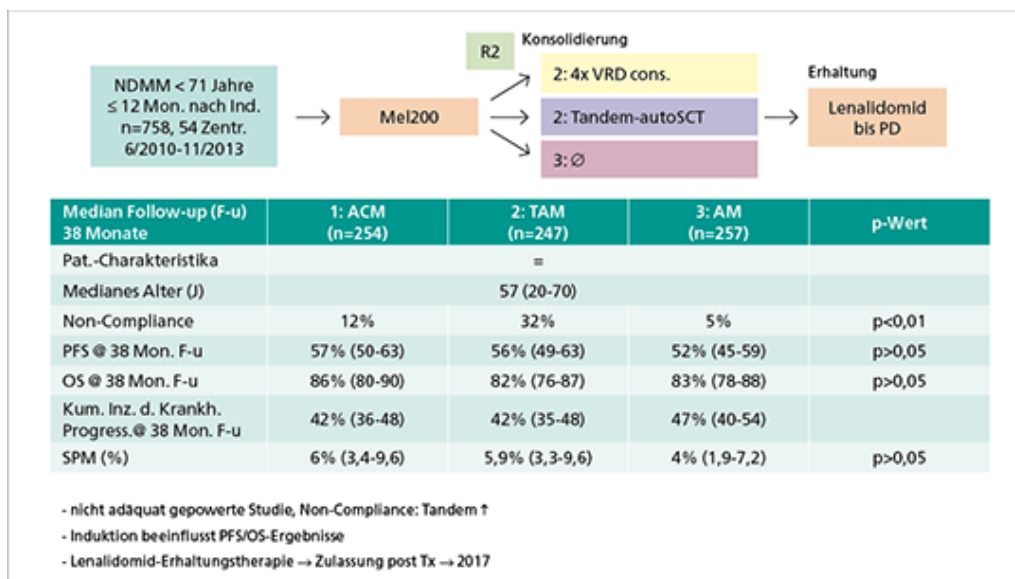 NDMM < 71 Jahre
≤ 12 Mon. nach Ind.
n=758, 54 Zentr.
6/2010-11/2013
Mel200
R2
Konsolidierung
2: 4x VRD cons.
2: Tandem-autoSCT
3: ∅
Erhaltung
Lenalidomid
bis PD
Median Follow-up (F-u)
38 Monate
1: ACM
(n=254)
2: TAM
(n=247)
3: AM
(n=257)
p-Wert
Pat.-Charakteristika =
Medianes Alter (J) 57 (20-70)
Non-Compliance 12% 32% 5% p<0,01
PFS @ 38 Mon. F-u 57% (50-63) 56% (49-63) 52% (45-59) p>0,05
OS @ 38 Mon. F-u 86% (80-90) 82% (76-87) 83% (78-88) p>0,05
Kum. Inz. d. Krankh.
Progress.@ 38 Mon. F-u 42% (36-48) 42% (35-48) 47% (40-54)
SPM (%) 6% (3,4-9,6) 5,9% (3,3-9,6) 4% (1,9-7,2) p>0,05
- nicht adäquat gepowerte Studie, Non-Compliance: Tandem ↑
- Induktion beeinflusst PFS/OS-Ergebnisse
- Lenalidomid-Erhaltungstherapie → Zulassung post Tx → 2017